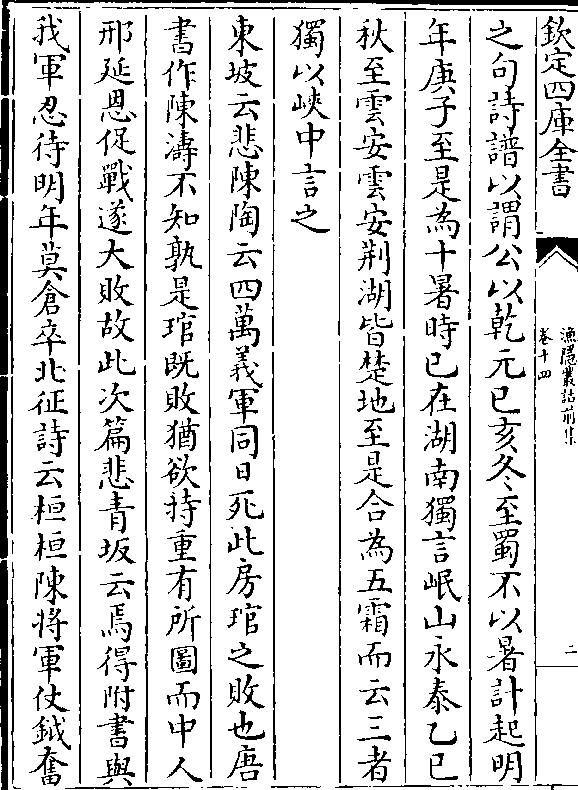 欽定四庫全書
漁隱叢話前集
卷十四
二
之句詩譜以謂公以乾元已亥冬至蜀不以暑計起明
年庚子至是為十暑時已在湖南獨言岷山永泰乙巳
秋至雲安雲安荆湖皆楚地至是合為五霜而云三者
獨以峽中言之
東坡云悲陳陶云四萬義軍同日死此房琯之敗也唐
書作陳濤不知孰是琯既敗猶欲持重有所圖而中人
邢延恩促戰遂大敗故此次篇悲青坂云焉得附書與
我軍忍待明年莫倉卒北征詩云桓桓陳將軍仗鉞奮